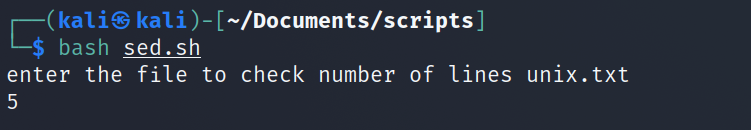 ┌──(kali㉿kali)-[~/Documents/scripts]
└─$ bash sed.sh
enter the file to check number of lines unix.txt
5